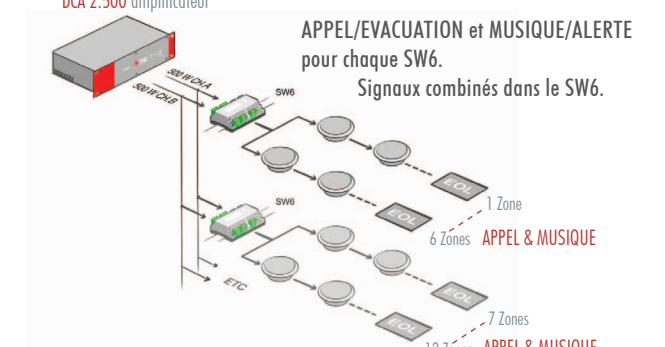 DCA 2.500 amplificateur
APPEL/EVACUATION et MUSIQUE/ALERTE
pour chaque SW6.
Signaux combinés dans le SW6.
500 W CH.A
500 W CH.B
SW6
EOL
EOL
1 Zone
6 Zones APPEL & MUSIQUE
SW6
ETC
EOL
EOL
7 Zones
12 Zones APPEL & MUSIQUE